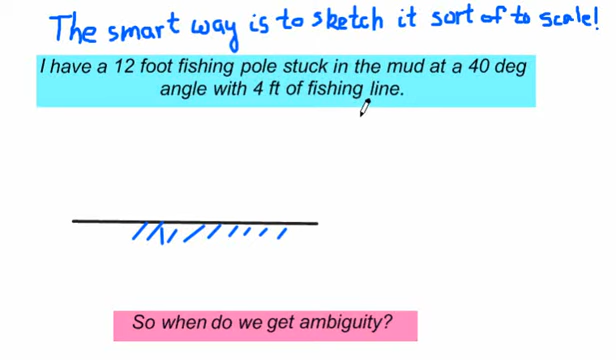 The smart way is to sketch it sort of to scale!
I have a 12 foot fishing pole stuck in the mud at a 40 deg
angle with 4 ft of fishing line.
So when do we get ambiguity?